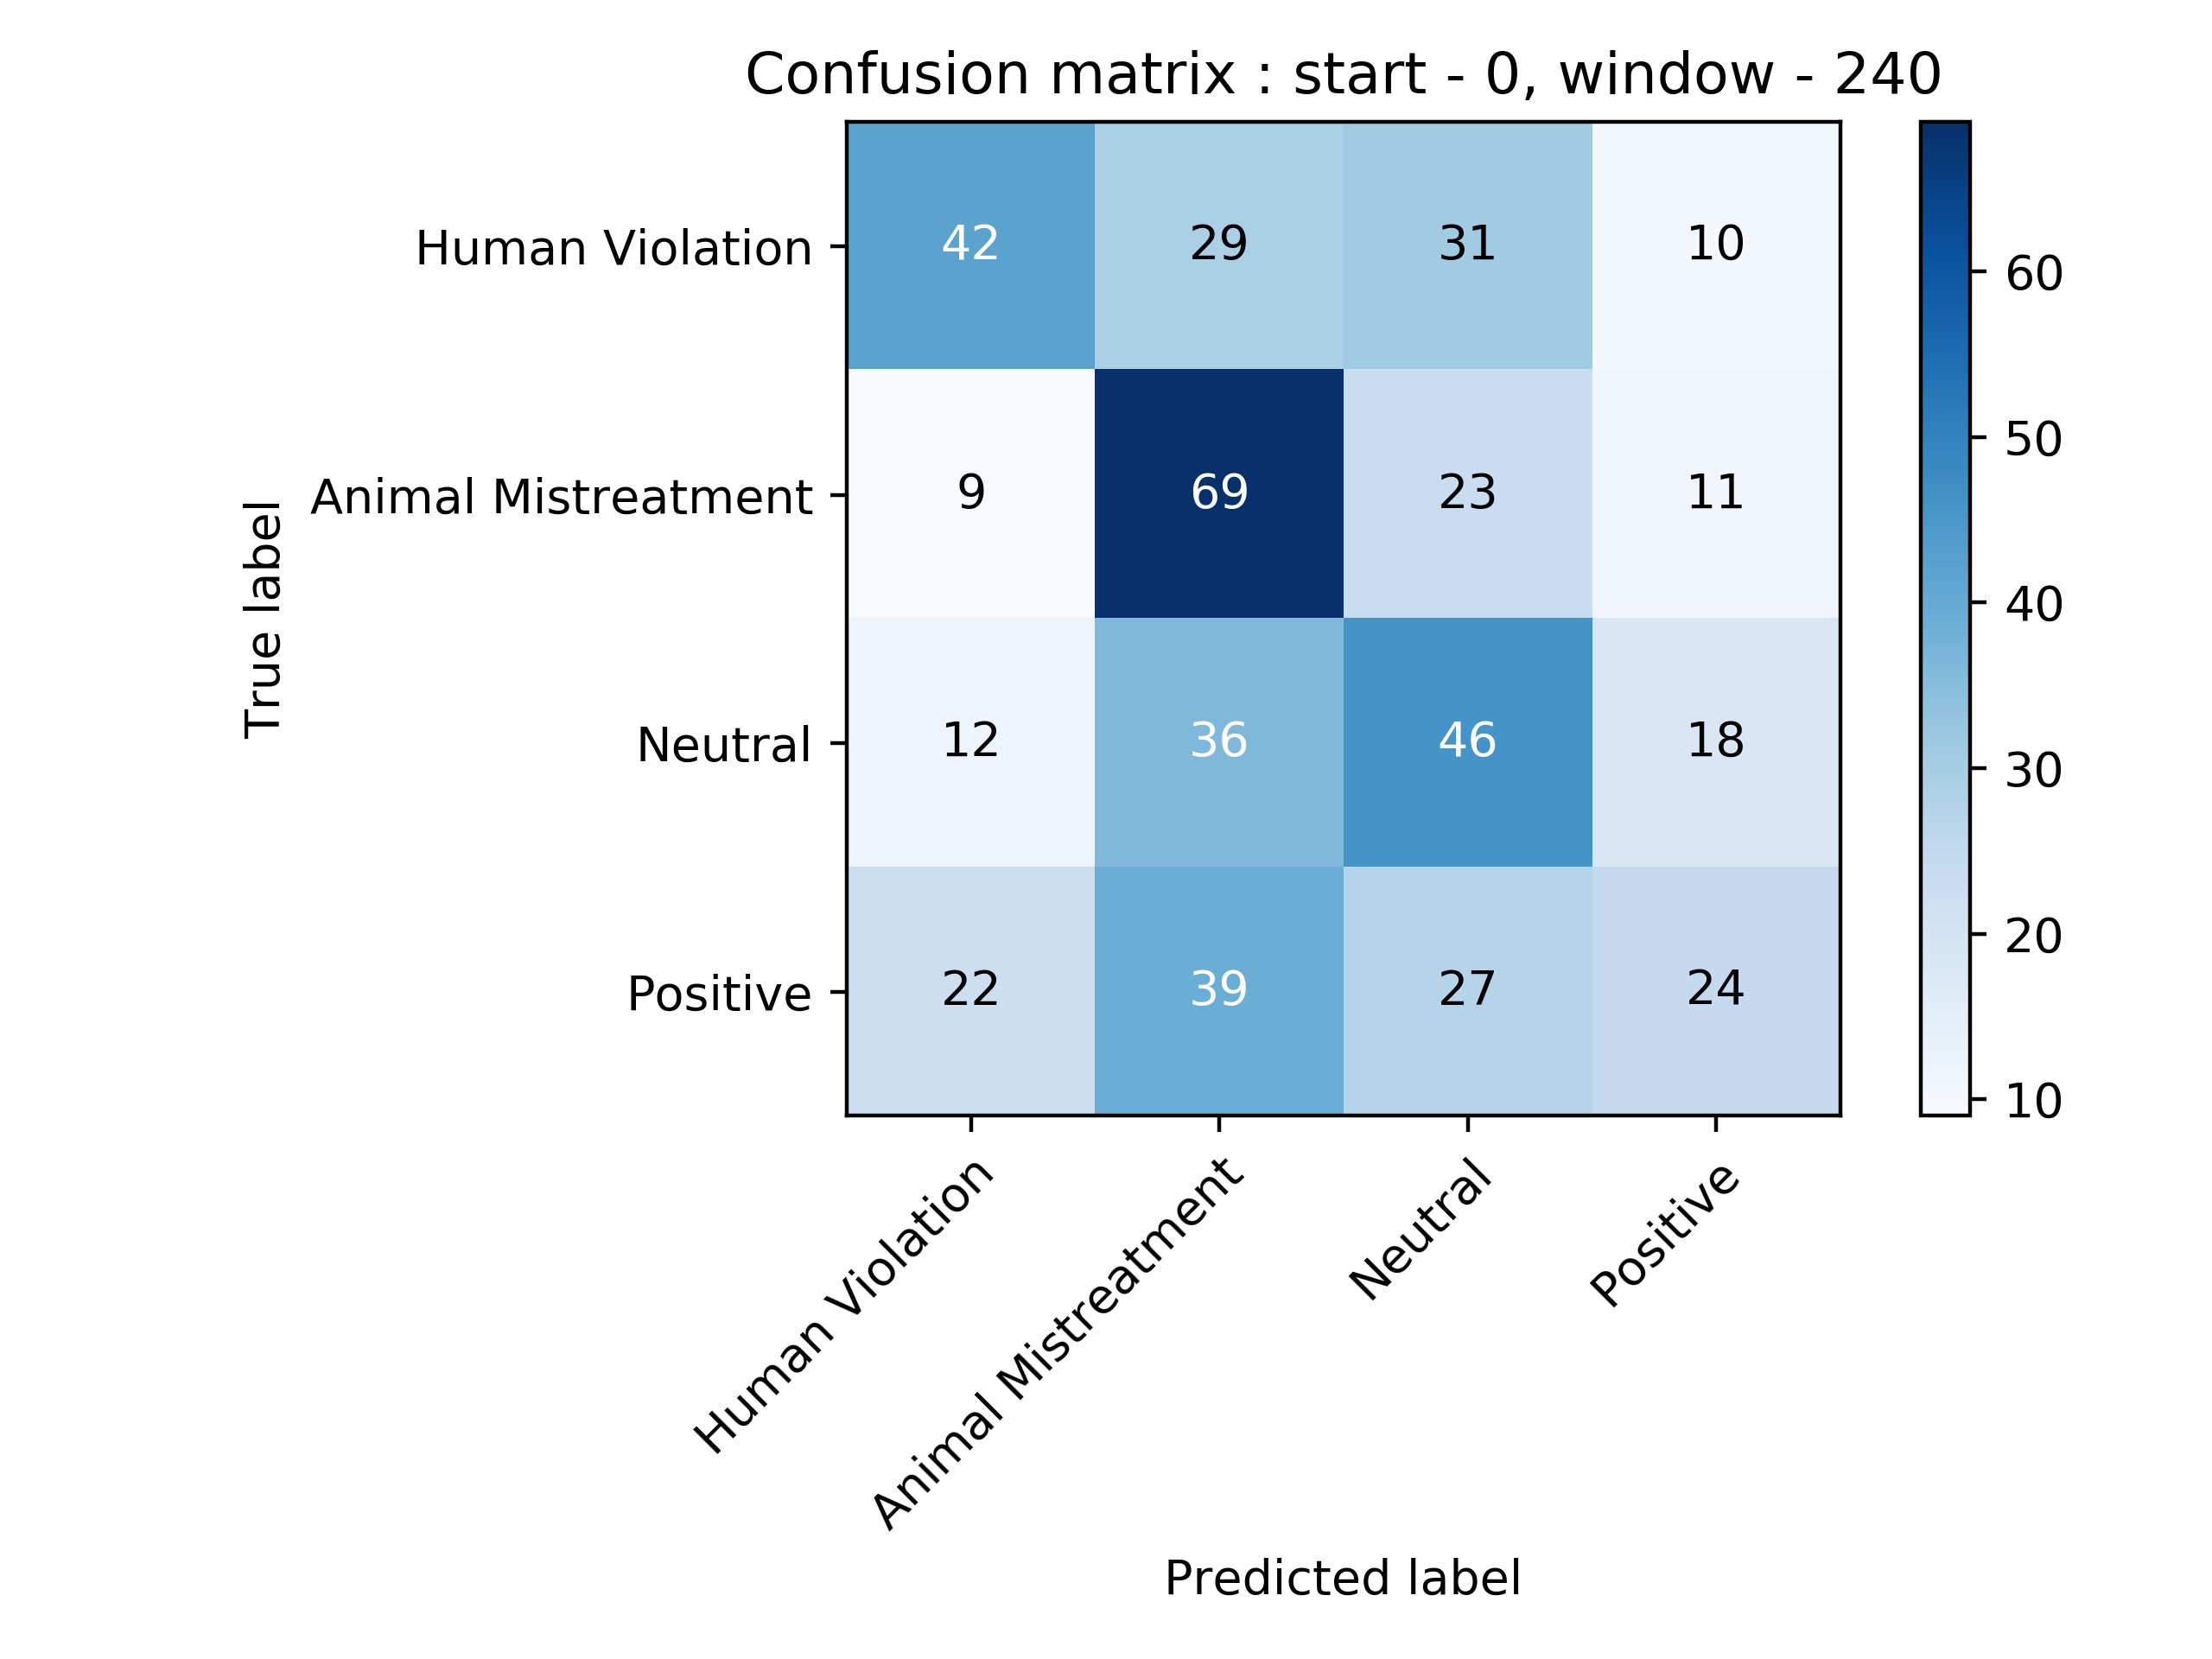 Confusion matrix : start - 0, window - 240
True label
Human Violation
42 29 31 10
Animal Mistreatment
9 69 23 11
Neutral
12 36 46 18
Positive
22 39 27 24
Human Violation
Animal Mistreatment
Neutral
Positive
Predicted label
60
50
40
30
20
10